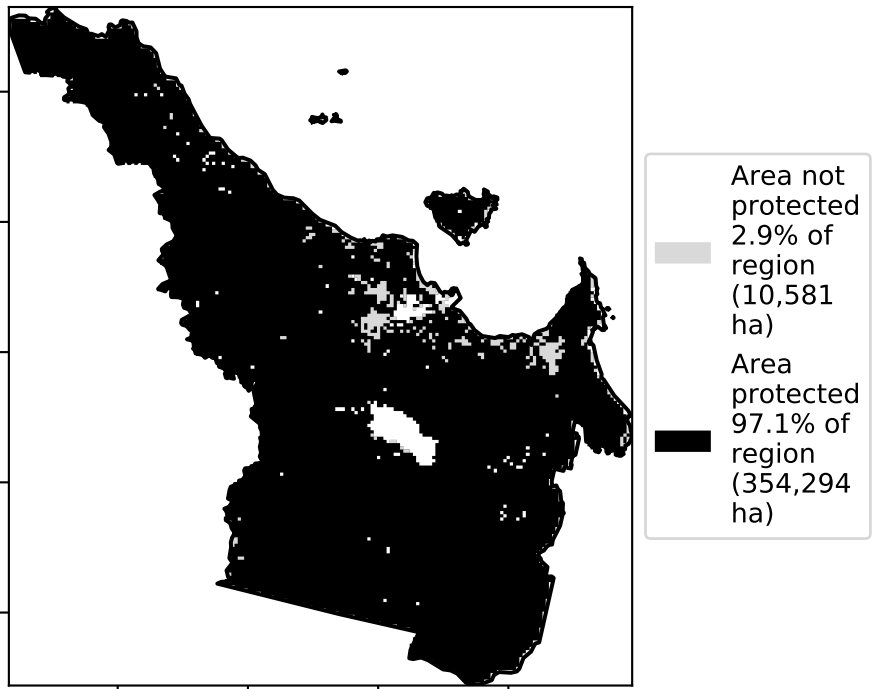 Area not
protected
2.9% of
region
(10,581
ha)
Area
protected
97.1% of
region
(354,294
ha)